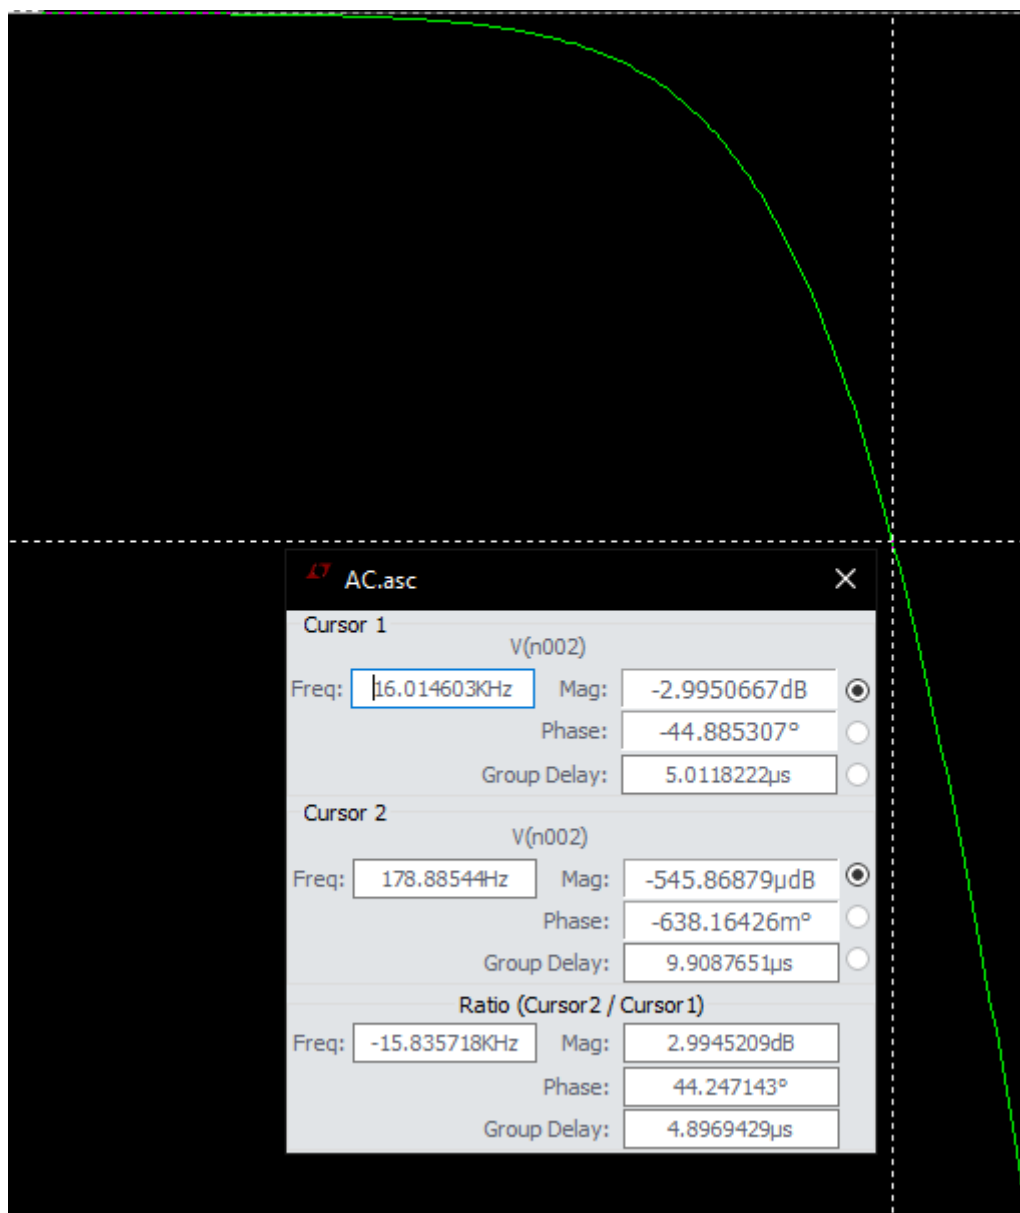 AC.asc
Cursor 1
V(n002)
Freq: 16.014603KHz Mag: -2.9950667dB
Phase: -44.885307°
Group Delay: 5.0118222µs
Cursor 2
V(n002)
Freq: 178.88544Hz Mag: -545.86879µdB
Phase: -638.16426m°
Group Delay: 9.9087651µs
Ratio (Cursor2 / Cursor1)
Freq: -15.835718KHz Mag: 2.9945209dB
Phase: 44.247143°
Group Delay: 4.8969429µs